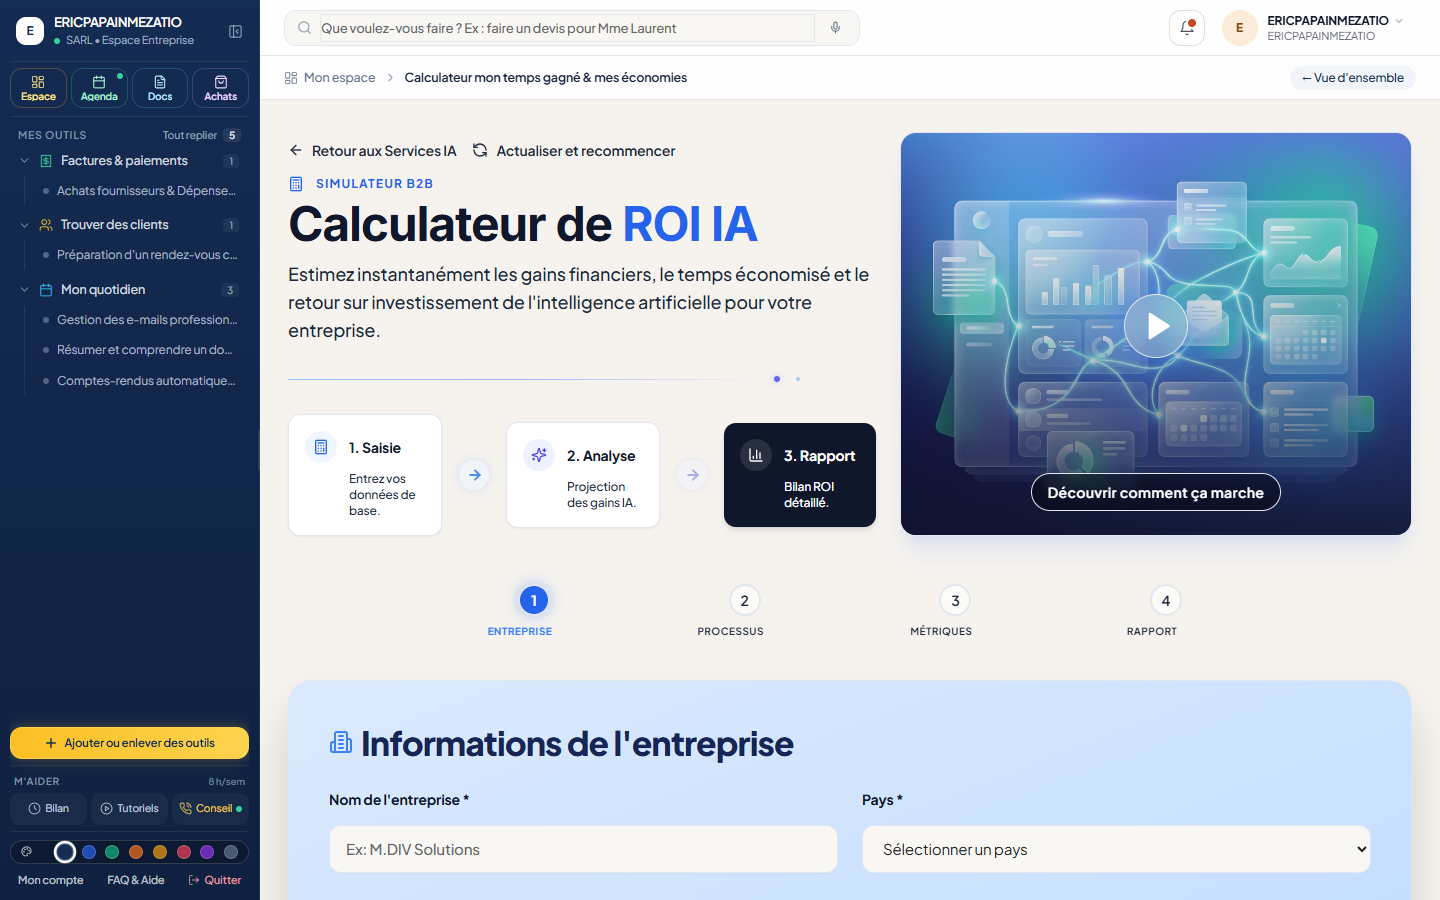 E
ERICPAPAINMEZATIO
SARL • Espace Entreprise
Espace
Agenda
Docs
Achats
MES OUTILS
Tout replier 5
Factures & paiements 1
Achats fournisseurs & Dépense...
Trouver des clients 1
Préparation d'un rendez-vous c...
Mon quotidien 3
Gestion des e-mails profession...
Résumer et comprendre un do...
Comptes-rendus automatique...
+ Ajouter ou enlever des outils
M'AIDER 8 h/sem
Bilan
Tutoriels
Conseil
Mon compte
FAQ & Aide
Quitter
Que voulez-vous faire ? Ex : faire un devis pour Mme Laurent
E
ERICPAPAINMEZATIO
ERICPAPAINMEZATIO
Mon espace
Calculateur mon temps gagné & mes économies
← Vue d'ensemble
Retour aux Services IA
Actualiser et recommencer
SIMULATEUR B2B
Calculateur de ROI IA
Estimez instantanément les gains financiers, le temps économisé et le
retour sur investissement de l'intelligence artificielle pour votre
entreprise.
1. Saisie
Entrez vos
données de
base.
2. Analyse
Projection
des gains IA.
3. Rapport
Bilan ROI
détaillé.
Découvrir comment ça marche
1
ENTREPRISE
2
PROCESSUS
3
MÉTRIQUES
4
RAPPORT
Informations de l'entreprise
Nom de l'entreprise *
Ex: M.DIV Solutions
Pays *
Sélectionner un pays